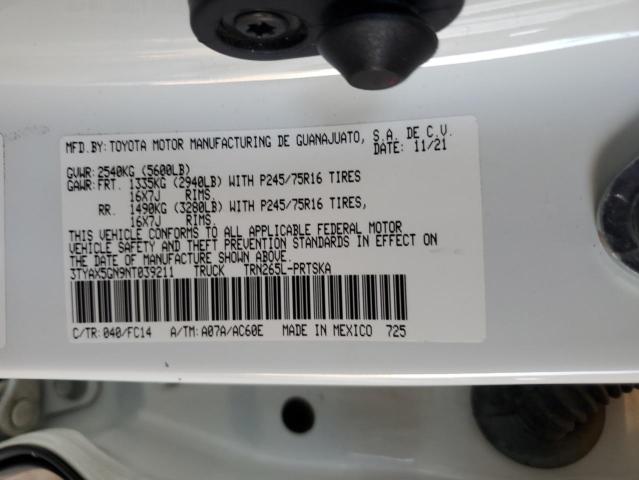 MFD.BY: TOYOTA MOTOR MANUFACTURING DE GUANAJUATO, S.A. DE C.V.
DATE: 11/21
GVWR: 2540KG (5600LB)
GAWR: FRT. 1335KG (2940LB) WITH P245/75R16 TIRES
16X7J RIMS,
RR. 1490KG (3280LB) WITH P245/75R16 TIRES,
16X7J RIMS.
THIS VEHICLE CONFORMS TO ALL APPLICABLE FEDERAL MOTOR
VEHICLE SAFETY AND THEFT PREVENTION STANDARDS IN EFFECT ON
THE DATE OF MANUFACTURE SHOWN ABOVE.
3TYAX5GN9NT039211 TRUCK TRN265L-PRTSKA
C/TR: 040/FC14 A/TM: A07A/AC60E MADE IN MEXICO 725